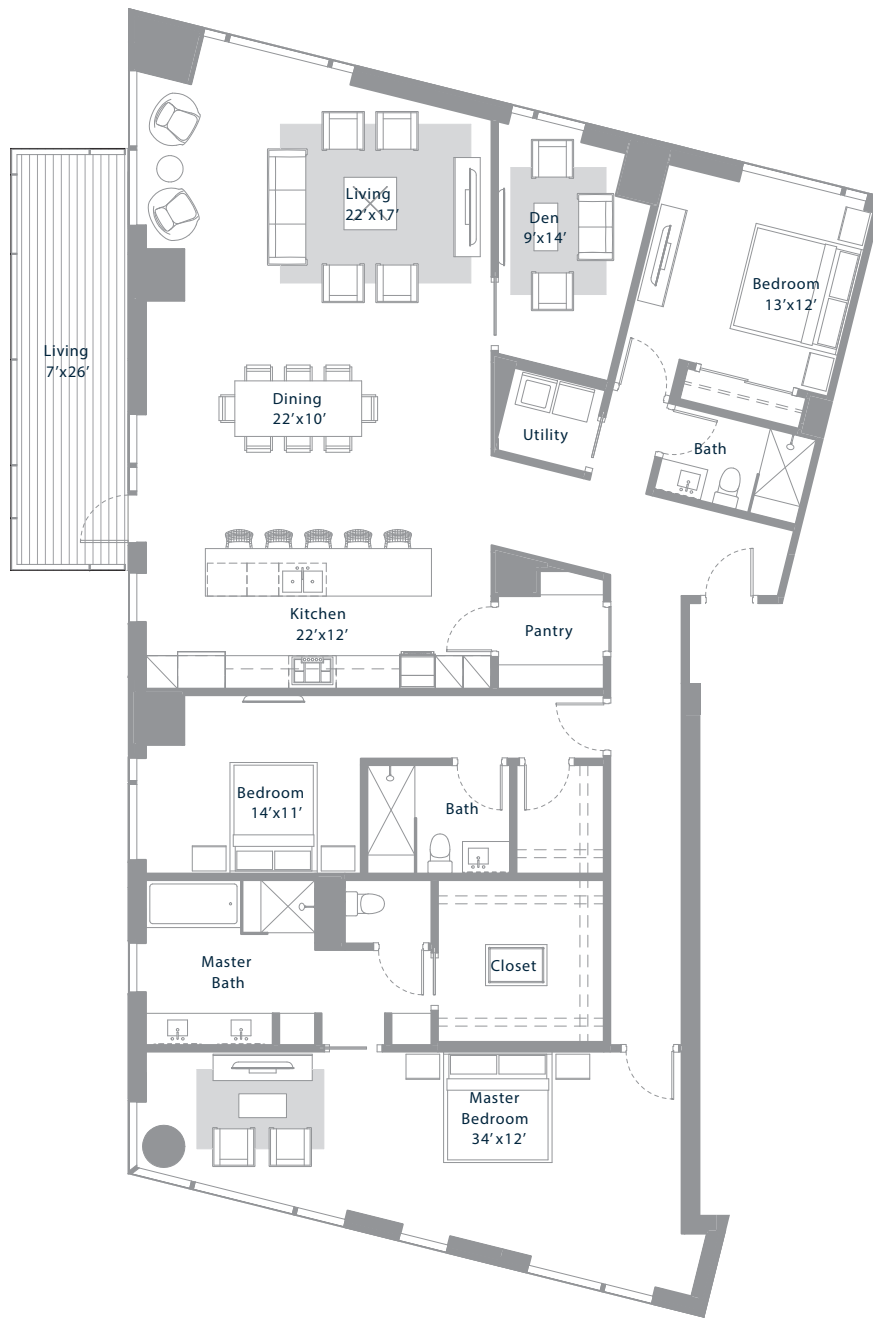 Living
22’x17’
Den
9’x14’
Bedroom
13’x12’
Living
7’x26’
Dining
22’x10’
Utility
Bath
Kitchen
22’x12’
Pantry
Bedroom
14’x11’
Bath
Master
Bath
Closet
Master
Bedroom
34’x12’